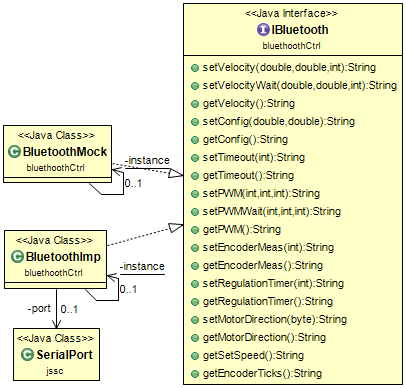 <<Java Interface>>
IBluetooth
bluethoothCtrl
setVelocity(double,double,int):String
setVelocityWait(double,double,int):String
getVelocity():String
setConfig(double,double):String
getConfig():String
setTimeout(int):String
getTimeout():String
setPWM(int,int,int):String
setPWMWait(int,int,int):String
getPWM():String
setEncoderMeas(int):String
getEncoderMeas():String
setRegulationTimer(int):String
getRegulationTimer():String
setMotorDirection(byte):String
getMotorDirection():String
getSetSpeed():String
getEncoderTicks():String
<<Java Class>>
BluetoothMock
bluethoothCtrl
-instance
0..1
<<Java Class>>
BluetoothImp
bluethoothCtrl
-instance
0..1
-port
0..1
<<Java Class>>
SerialPort
jssc